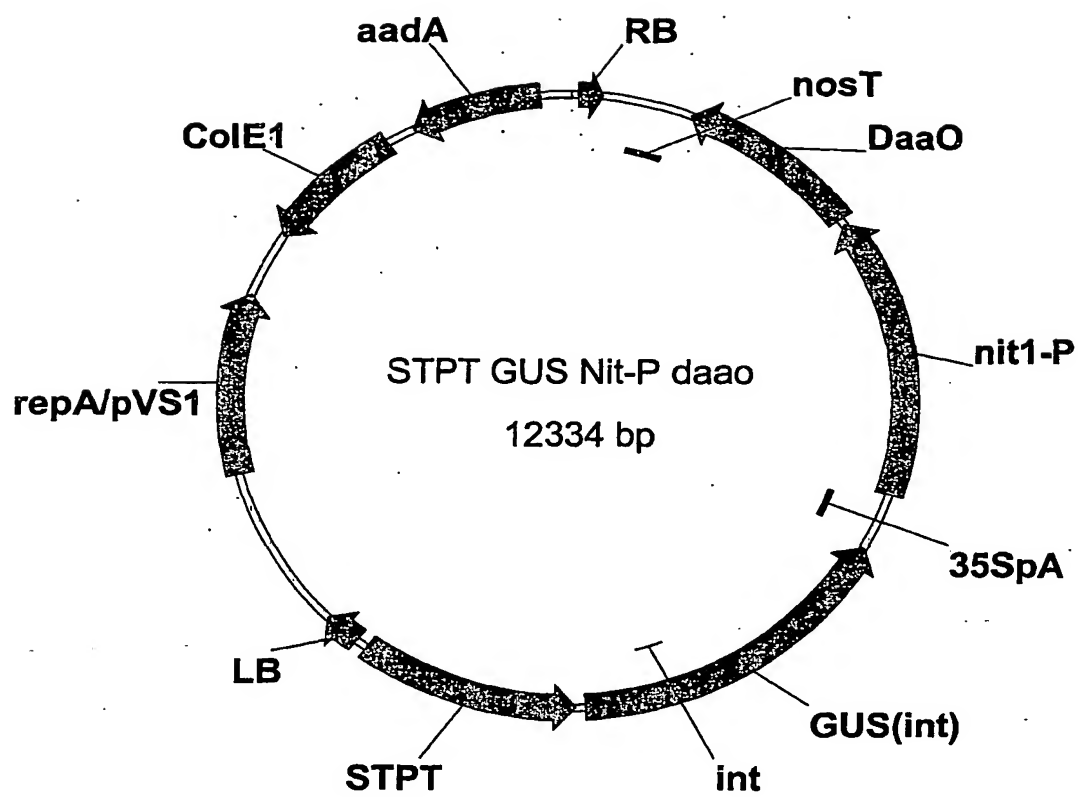 aadA
RB
nosT
ColE1
DaaO
nit1-P
STPT GUS Nit-P daao
repA/pVS1
12334 bp
35SpA
LB
GUS(int)
STPT
int